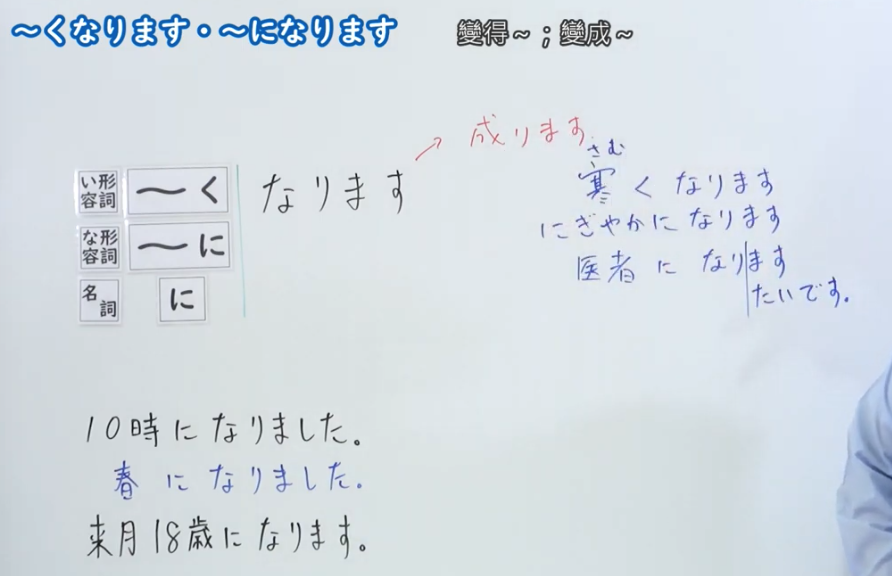 ～くなります・～になります
變得～；變成～
成ります
い形容詞 ～く なります
な形容詞 ～に
名詞 に
さむ
寒くなります
にぎやかになります
医者になります
たいです。
10時になりました。
春になりました.
来月18歳になります。